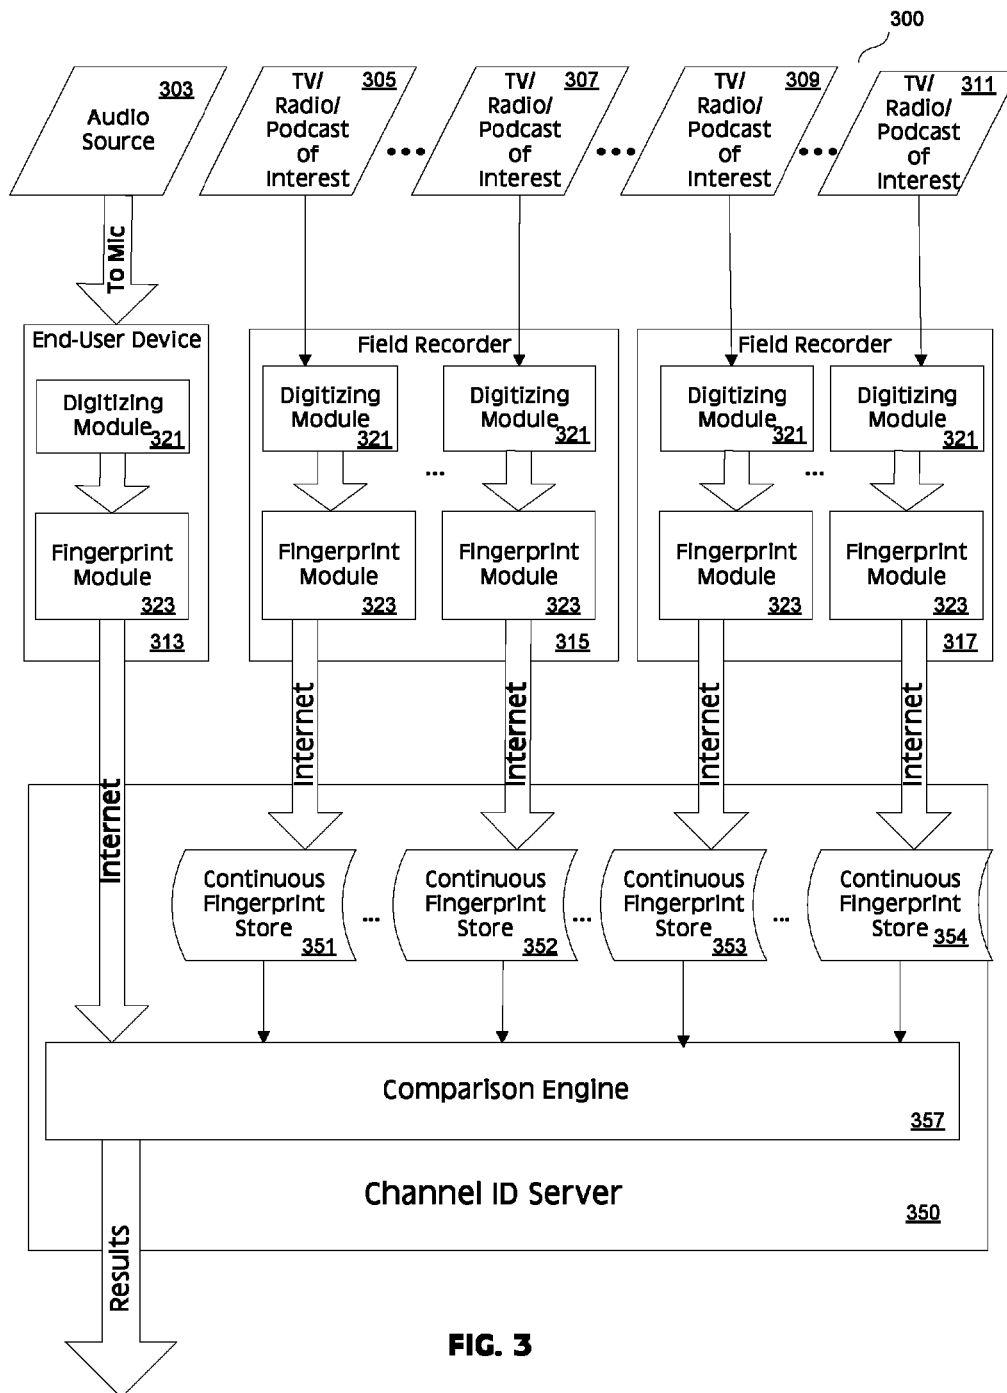 300
303
Audio
Source
TV/
305
Radio/
Podcast
of
Interest
TV/
307
Radio/
Podcast
of
Interest
TV/
309
Radio/
Podcast
of
Interest
TV/
311
Radio/
Podcast
of
Interest
To Mic
End-User Device
Digitizing
Module
321
Fingerprint
Module
323
313
Field Recorder
Digitizing
Module
321
Digitizing
Module
321
...
Fingerprint
Module
323
Fingerprint
Module
323
315
Field Recorder
Digitizing
Module
321
Digitizing
Module
321
...
Fingerprint
Module
323
Fingerprint
Module
323
317
Internet
Internet
Internet
Internet
Internet
Continuous
Fingerprint
Store
351
...
Continuous
Fingerprint
Store
352
...
Continuous
Fingerprint
Store
353
...
Continuous
Fingerprint
Store
354
Comparison Engine
357
Channel ID Server
350
Results
FIG. 3